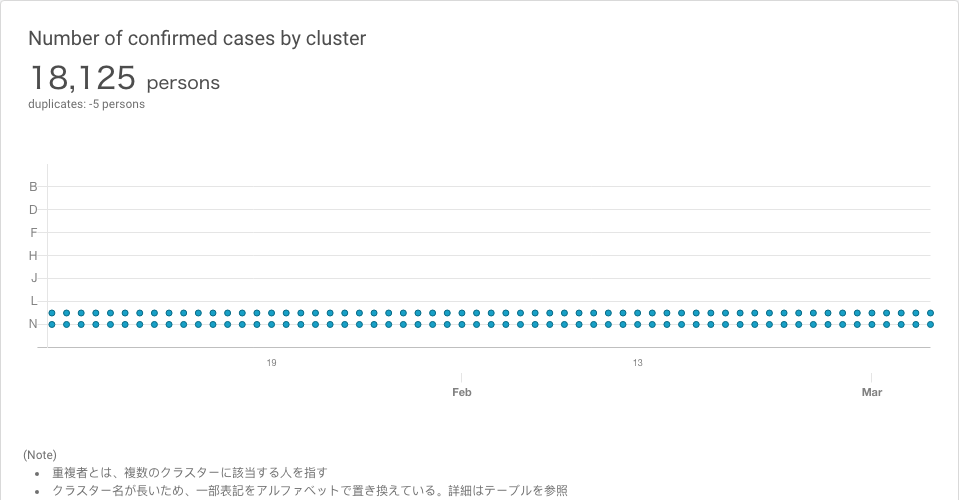 Number of confirmed cases by cluster
18,125 persons
duplicates: -5 persons
B
D
F
H
J
L
N
19
13
Feb
Mar
(Note)
• 重複者とは、複数のクラスターに該当する人を指す
• クラスター名が長いため、一部表記をアルファベットで置き換えている。詳細はテーブルを参照